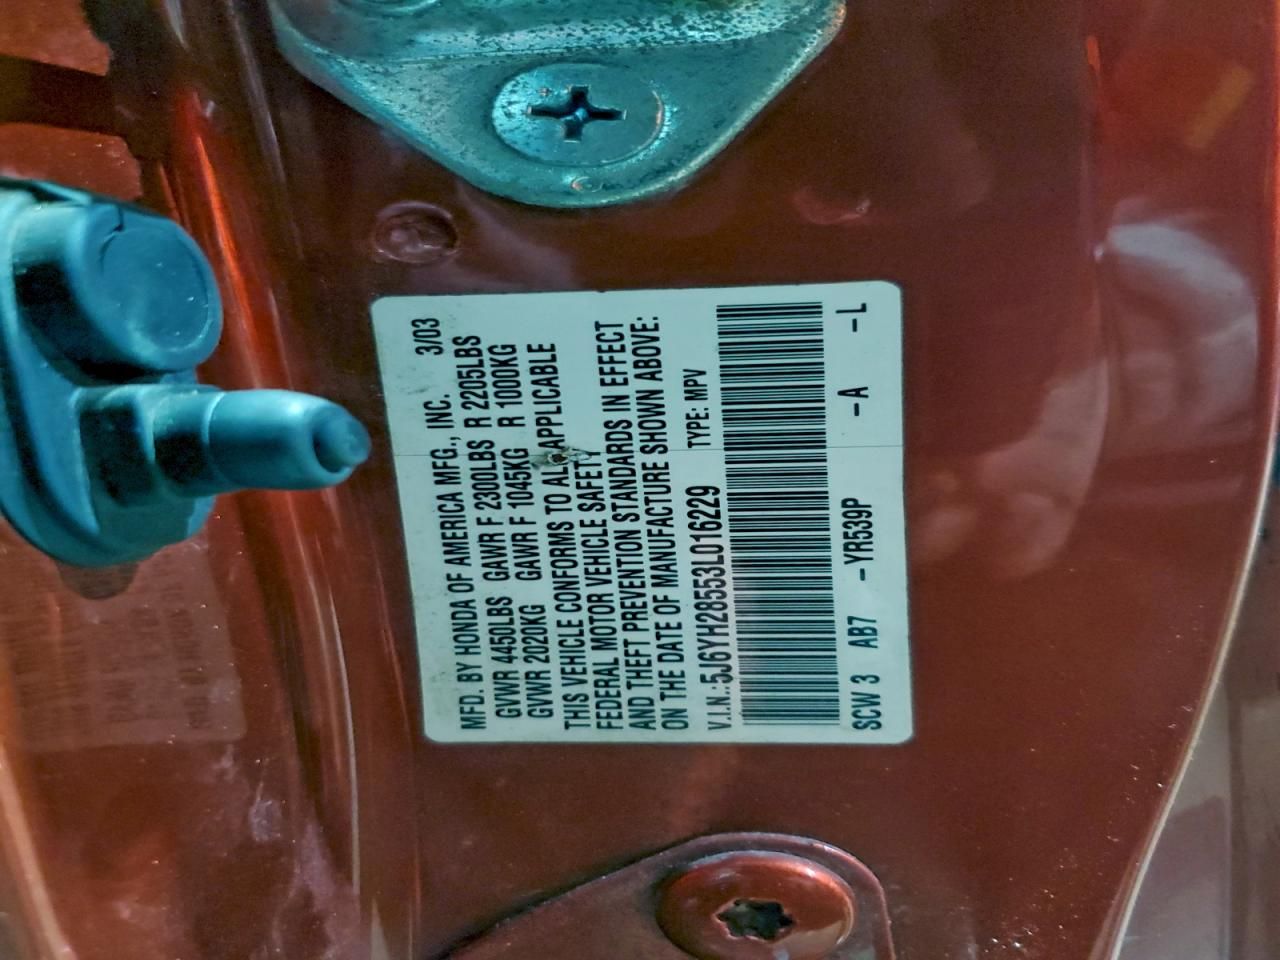 MFD. BY HONDA OF AMERICA MFG., INC. 3/03
GVWR 4450LBS GAWR F 2300LBS R 2205LBS
GVWR 2020KG GAWR F 1045KG R 1000KG
THIS VEHICLE CONFORMS TO ALL APPLICABLE
FEDERAL MOTOR VEHICLE SAFETY
AND THEFT PREVENTION STANDARDS IN EFFECT
ON THE DATE OF MANUFACTURE SHOWN ABOVE:
V.I.N.:5J6YH28553L016229 TYPE: MPV
SCW 3 AB7 -YR539P -A -L